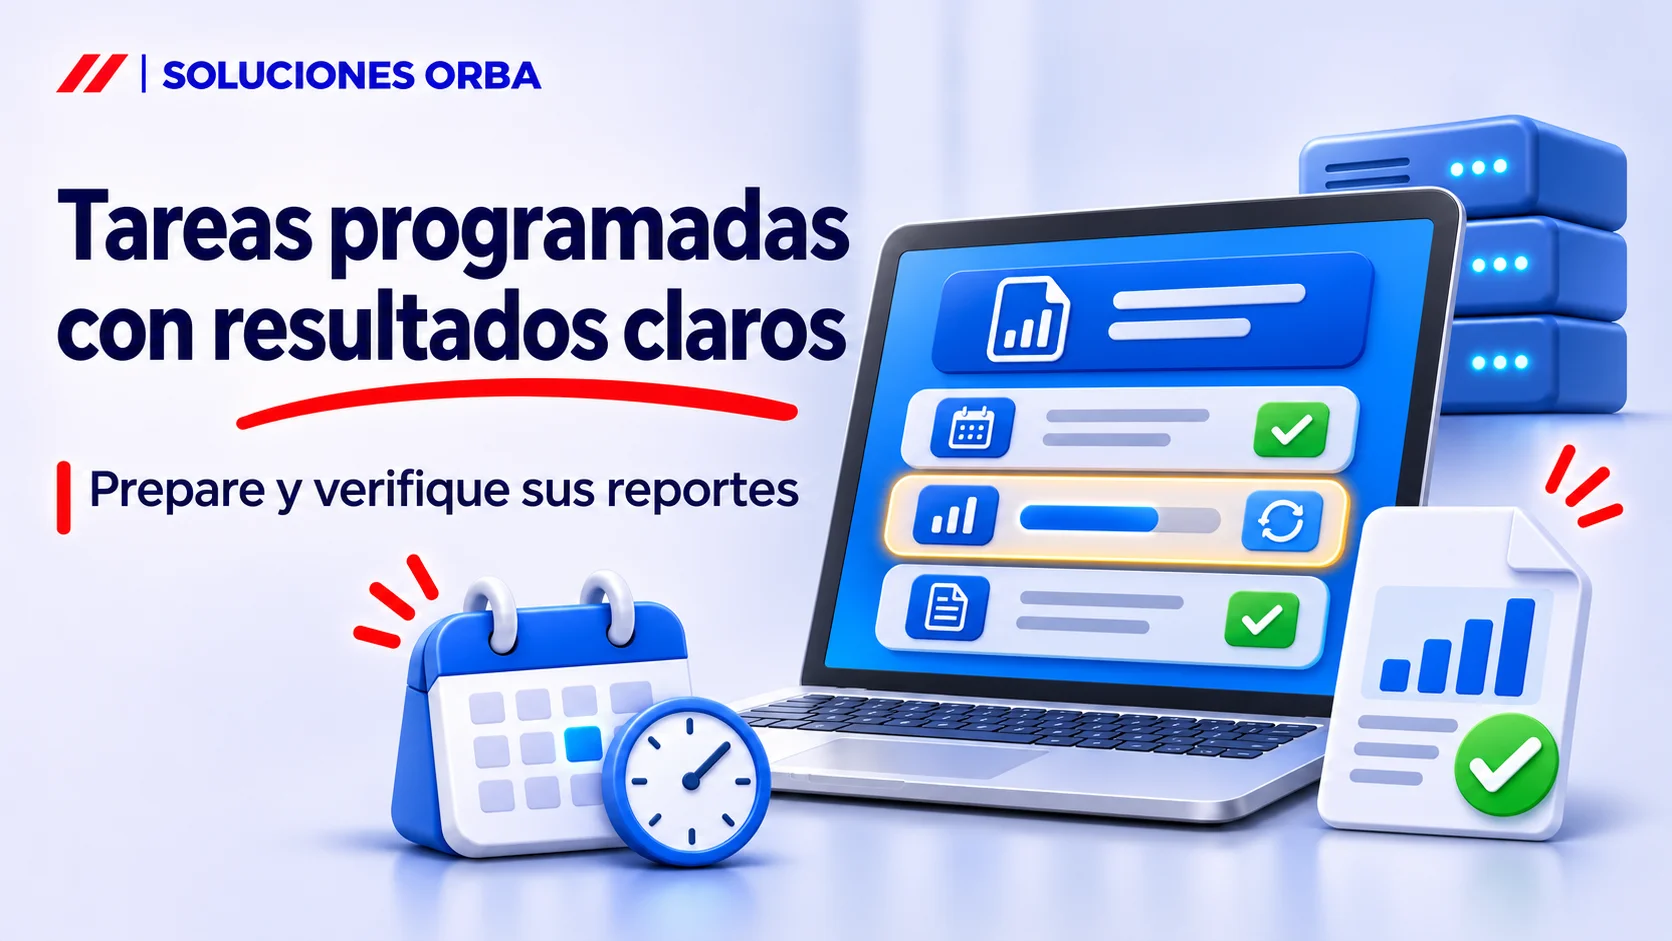 SOLUCIONES ORBA
Tareas programadas
con resultados claros
Prepare y verifique sus reportes